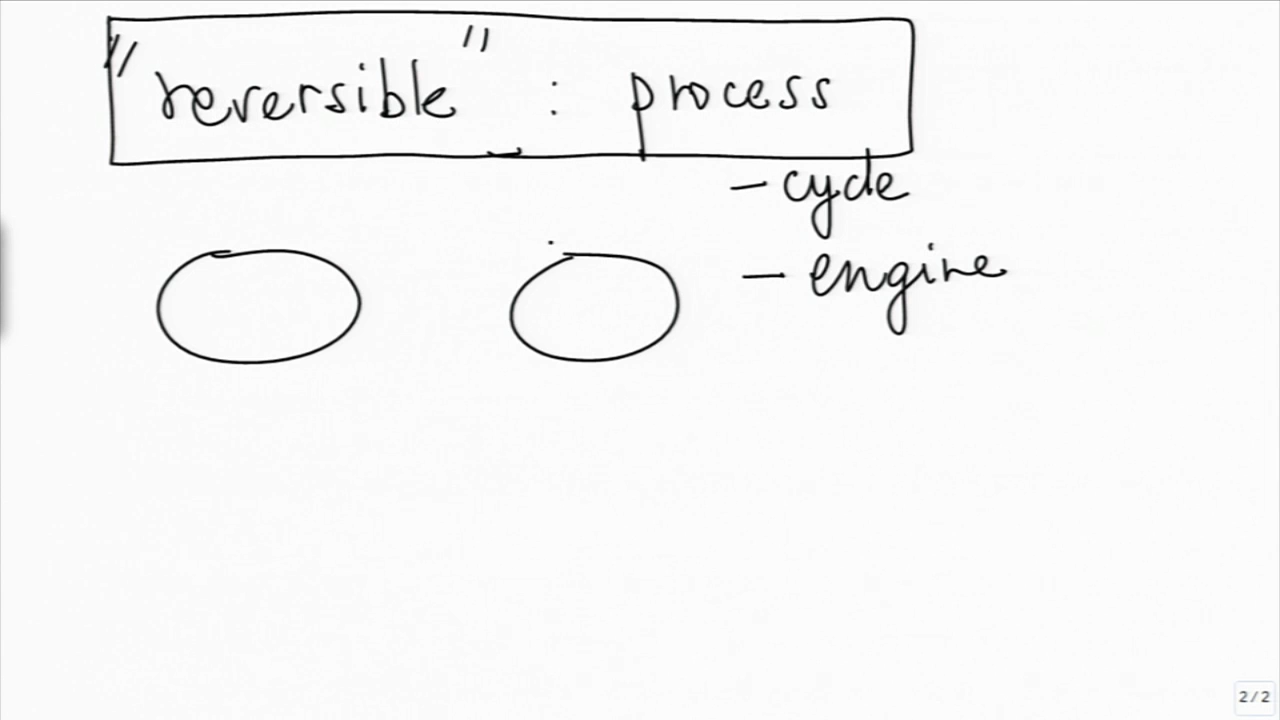 "reversible" : process
- cycle
- engine
2/2